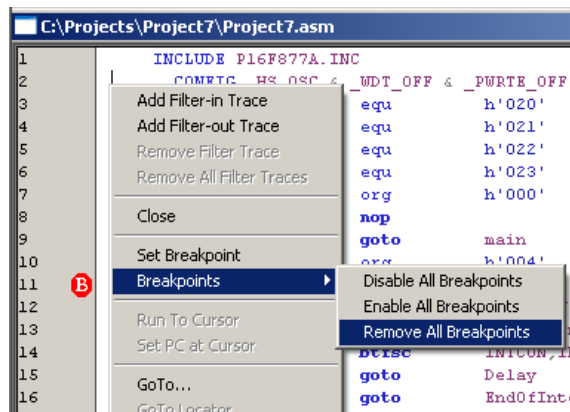 C:\Projects\Project7\Project7.asm
1 INCLUDE P16F877A.INC
2 CONFIG _HS_OSC & _WDT_OFF & _PWRTE_OFF
3 equ h'020'
4 equ h'021'
5 equ h'022'
6 equ h'023'
7 org h'000'
8 nop
9 goto main
10 org h'004'
11 B
12
13
14 btfsc
15 goto Delay
16 goto
Add Filter-in Trace
Add Filter-out Trace
Remove Filter Trace
Remove All Filter Traces
Close
Set Breakpoint
Breakpoints
Run To Cursor
Set PC at Cursor
GoTo...
GoTo Locator
Disable All Breakpoints
Enable All Breakpoints
Remove All Breakpoints